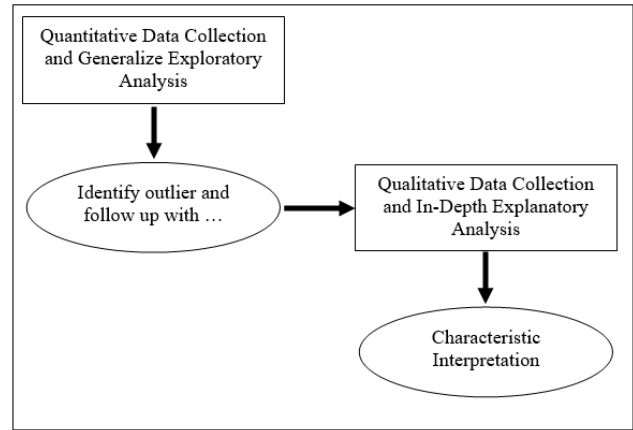 Quantitative Data Collection
and Generalize Exploratory
Analysis
Identify outlier and
follow up with …
Qualitative Data Collection
and In-Depth Explanatory
Analysis
Characteristic
Interpretation